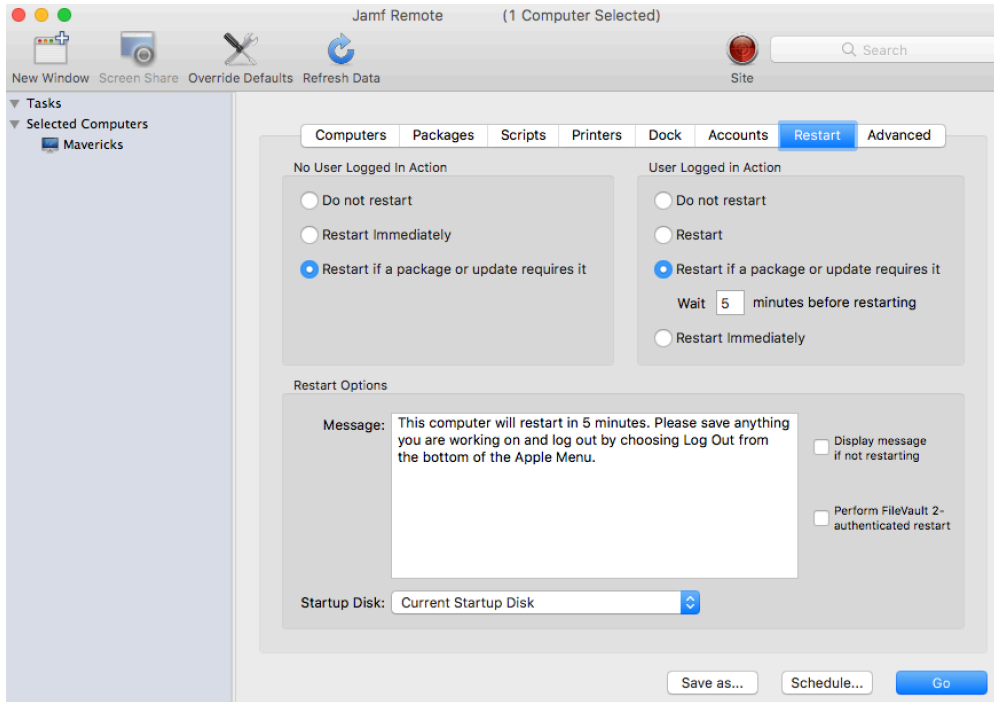 Jamf Remote (1 Computer Selected)
New Window Screen Share Override Defaults Refresh Data Site Search
Tasks
Selected Computers
Mavericks
Computers Packages Scripts Printers Dock Accounts Restart Advanced
No User Logged In Action
Do not restart
Restart Immediately
Restart if a package or update requires it
User Logged in Action
Do not restart
Restart
Restart if a package or update requires it
Wait 5 minutes before restarting
Restart Immediately
Restart Options
Message: This computer will restart in 5 minutes. Please save anything
you are working on and log out by choosing Log Out from
the bottom of the Apple Menu.
Display message
if not restarting
Perform FileVault 2-
authenticated restart
Startup Disk: Current Startup Disk
Save as... Schedule... Go